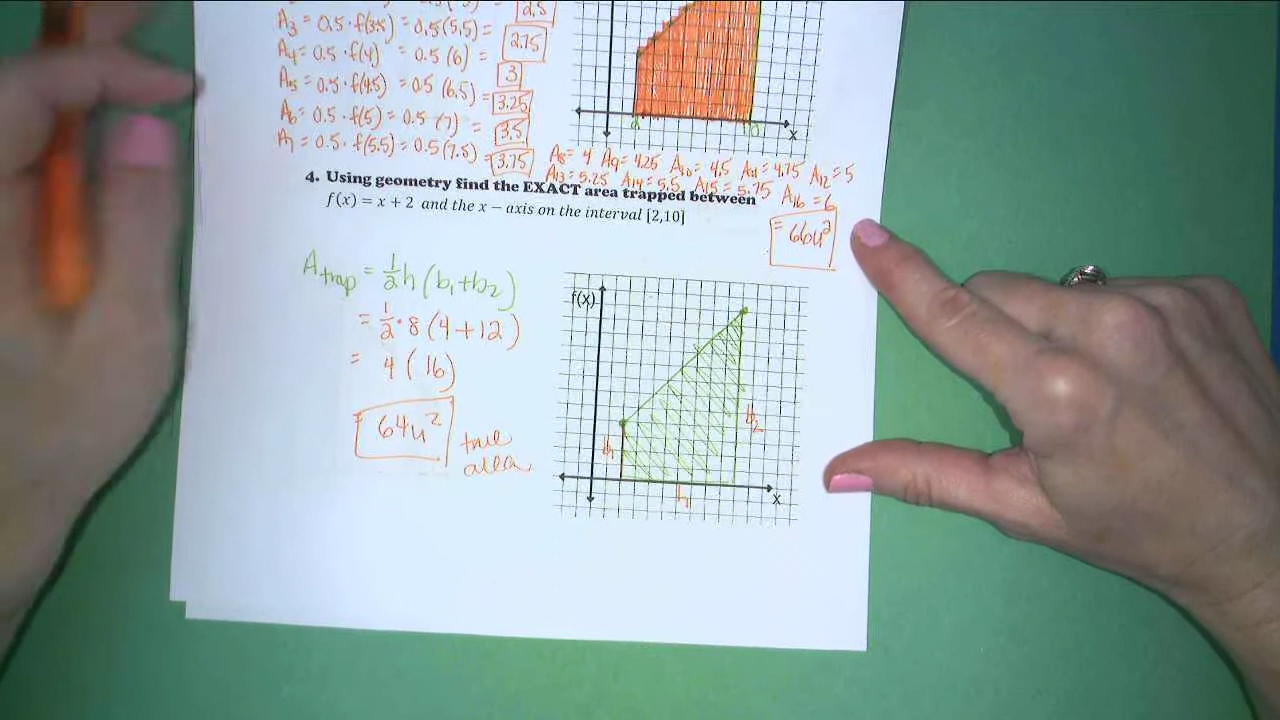 2.5
A3 = 0.5 · f(3.5) = 0.5(5.5) = 2.75
A4 = 0.5 · f(4) = 0.5(6) = 3
A5 = 0.5 · f(4.5) = 0.5(6.5) = 3.25
A6 = 0.5 · f(5) = 0.5(7) = 3.5
A7 = 0.5 · f(5.5) = 0.5(7.5) = 3.75
2 10 x
A8 = 4 A9 = 4.25 A10 = 4.5 A11 = 4.75 A12 = 5
A13 = 5.25 A14 = 5.5 A15 = 5.75 A16 = 6
= 66u²
4. Using geometry find the EXACT area trapped between
f(x) = x + 2 and the x − axis on the interval [2,10]
A trap = 1/2 h (b1+b2)
= 1/2 · 8 (4+12)
= 4 (16)
64u² true
area
f(x)
b1 b2
h x